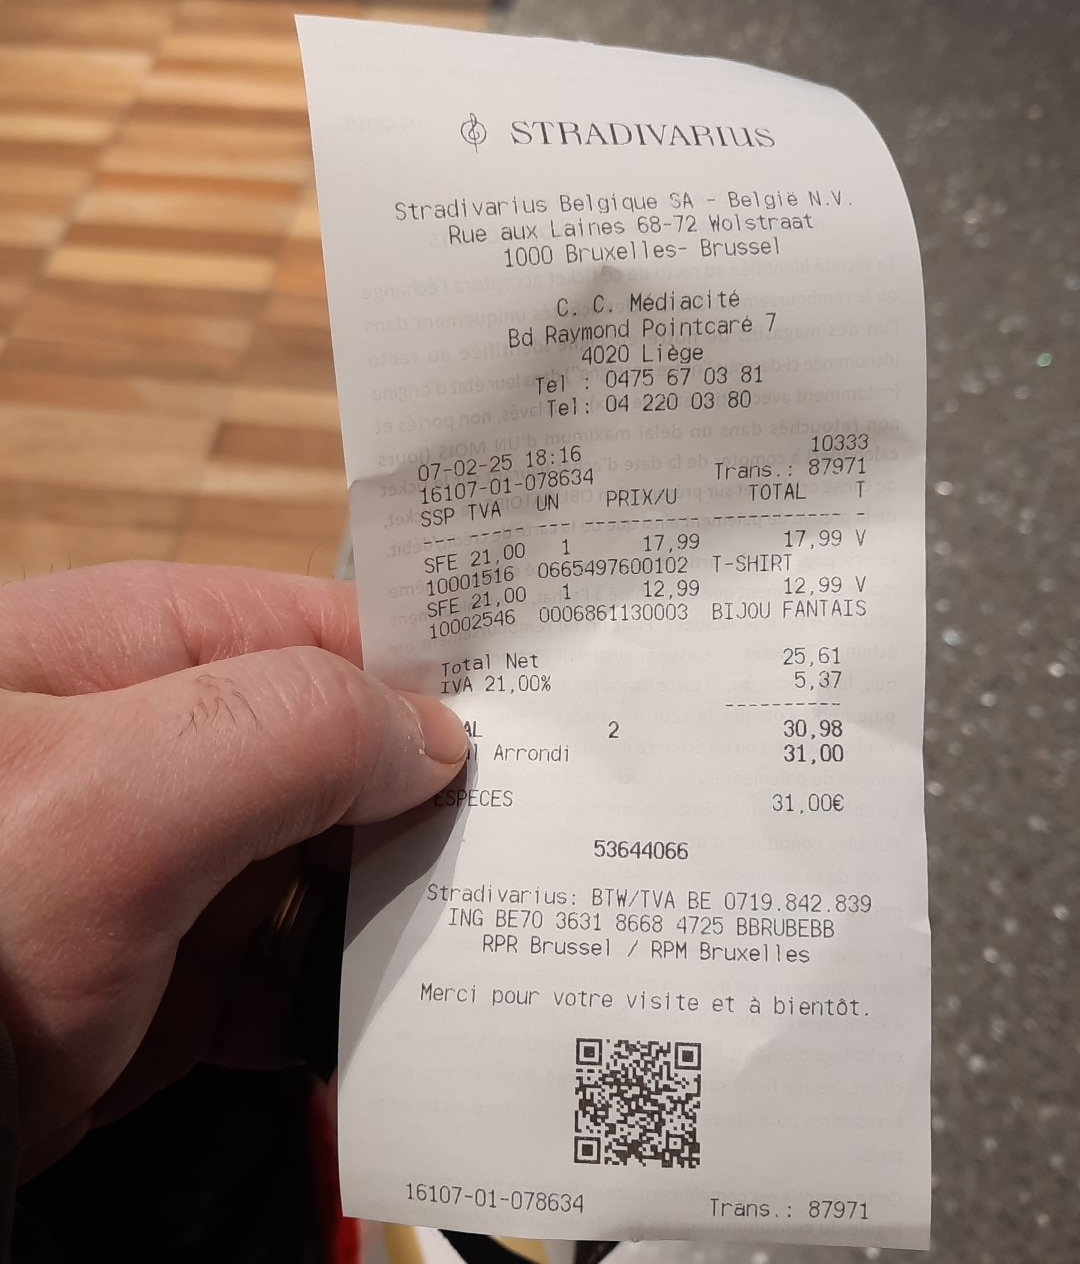 STRADIVARIUS
Stradivarius Belgique SA - België N.V.
Rue aux Laines 68-72 Wolstraat
1000 Bruxelles- Brussel
C. C. Médiacité
Bd Raymond Pointcaré 7
4020 Liège
Tel : 0475 67 03 81
Tel: 04 220 03 80
07-02-25 18:16 10333
16107-01-078634 Trans.: 87971
SSP TVA UN PRIX/U TOTAL T
SFE 21,00 1 17,99 17,99 V
10001516 0665497600102 T-SHIRT
SFE 21,00 1 12,99 12,99 V
10002546 0006861130003 BIJOU FANTAIS
Total Net 25,61
IVA 21,00% 5,37
AL 2 30,98
l Arrondi 31,00
ESPECES 31,00€
53644066
Stradivarius: BTW/TVA BE 0719.842.839
ING BE70 3631 8668 4725 BBRUBEBB
RPR Brussel / RPM Bruxelles
Merci pour votre visite et à bientôt.
16107-01-078634 Trans.: 87971